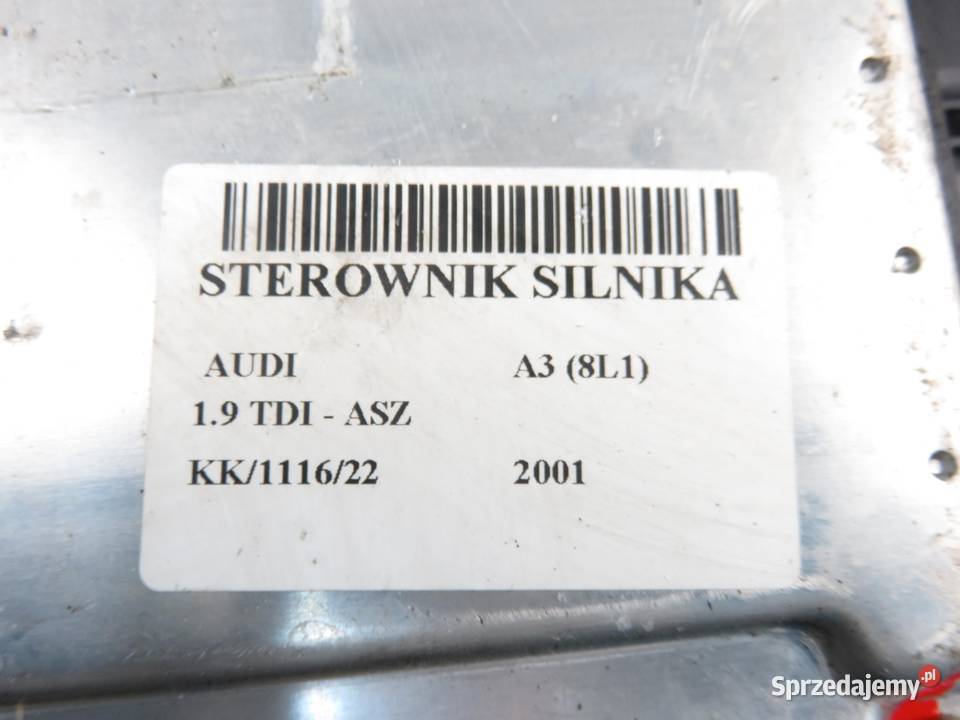 STEROWNIK SILNIKA
AUDI A3 (8L1)
1.9 TDI - ASZ
KK/1116/22 2001
Sprzedajemy.pl